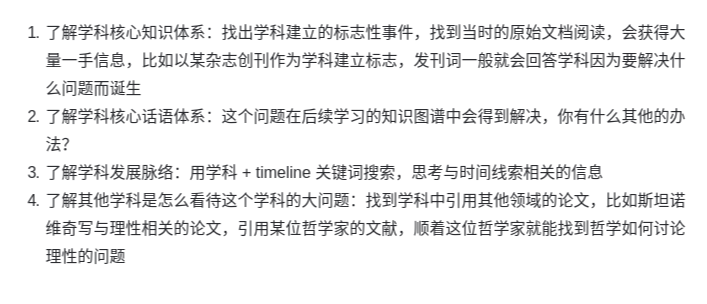 1. 了解学科核心知识体系：找出学科建立的标志性事件，找到当时的原始文档阅读，会获得大
量一手信息，比如以某杂志创刊作为学科建立标志，发刊词一般就会回答学科因为要解决什
么问题而诞生
2. 了解学科核心话语体系：这个问题在后续学习的知识图谱中会得到解决，你有什么其他的办
法？
3. 了解学科发展脉络：用学科 + timeline 关键词搜索，思考与时间线索相关的信息
4. 了解其他学科是怎么看待这个学科的大问题：找到学科中引用其他领域的论文，比如斯坦诺
维奇写与理性相关的论文，引用某位哲学家的文献，顺着这位哲学家就能找到哲学如何讨论
理性的问题